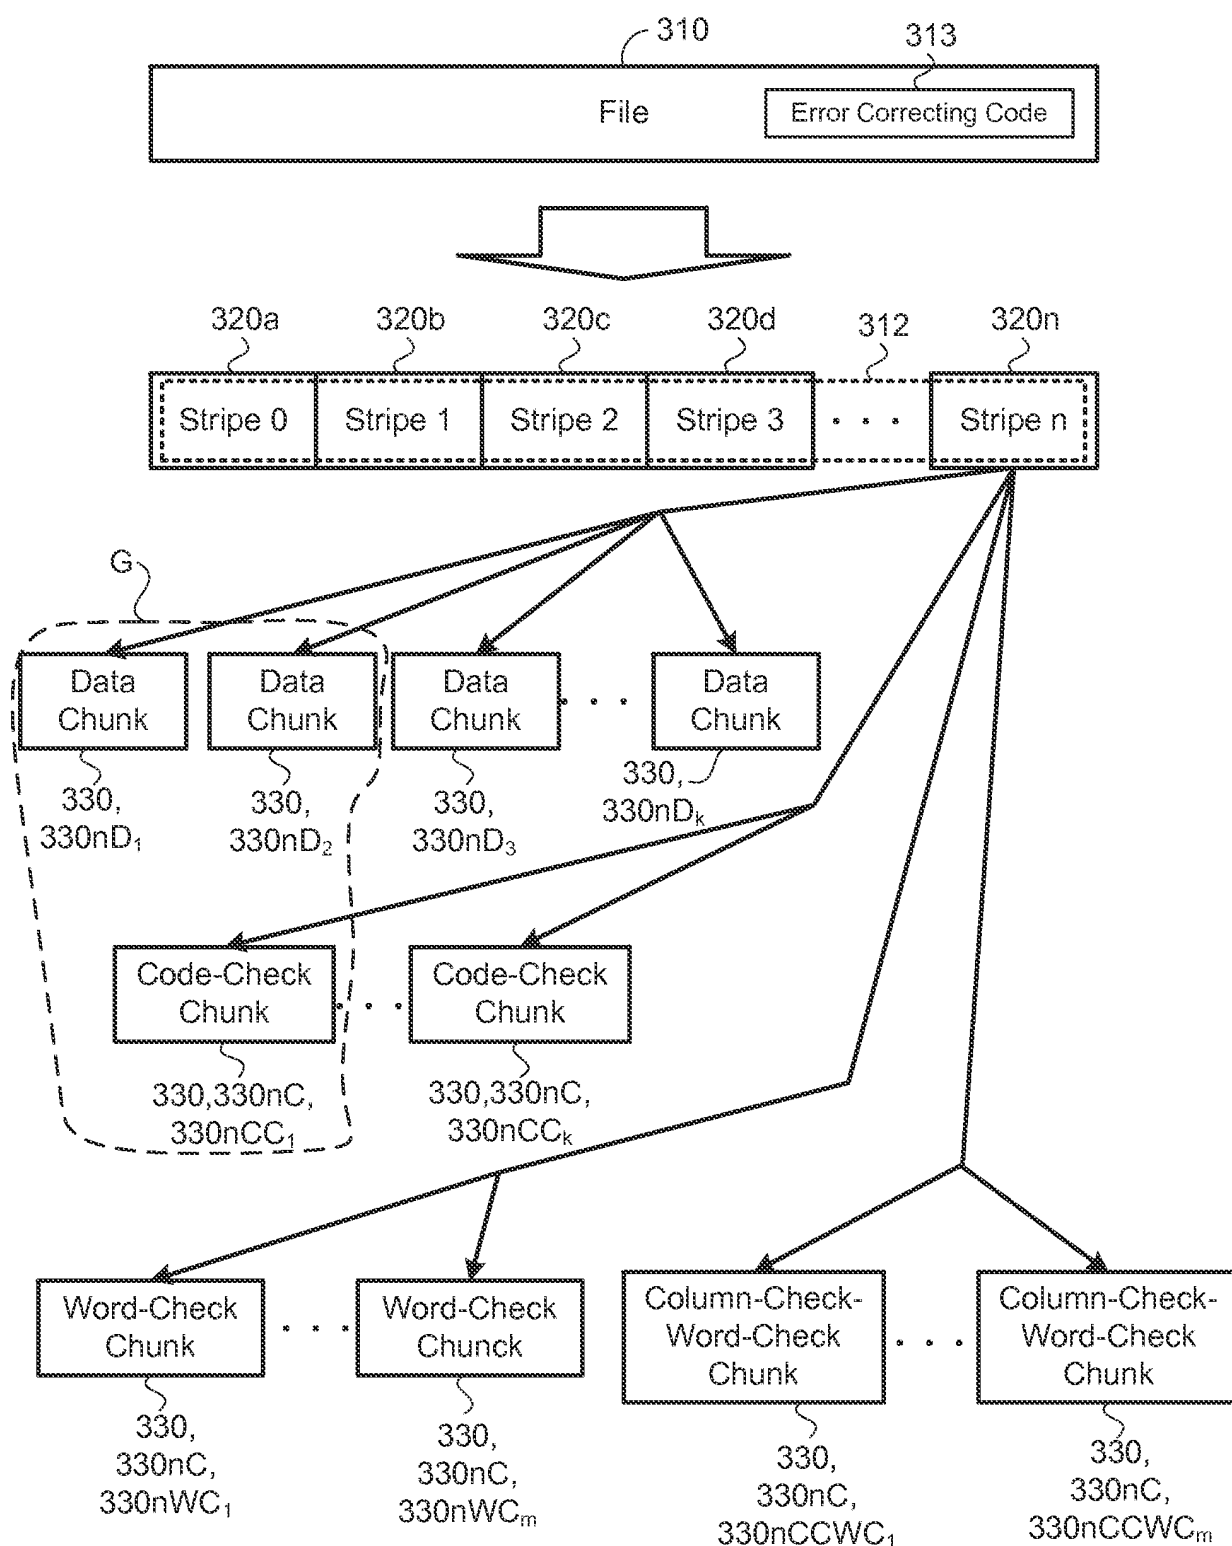 310
313
File
Error Correcting Code
320a 320b 320c 320d 312 320n
Stripe 0 Stripe 1 Stripe 2 Stripe 3 . . . Stripe n
G
Data Chunk
Data Chunk
Data Chunk
. . .
Data Chunk
330,
330nD₁
330,
330nD₂
330,
330nD₃
330,
330nDₖ
Code-Check
Chunk
. . .
Code-Check
Chunk
330,330nC,
330nCC₁
330,330nC,
330nCCₖ
Word-Check
Chunk
. . .
Word-Check
Chunck
Column-Check-
Word-Check
Chunk
. . .
Column-Check-
Word-Check
Chunk
330,
330nC,
330nWC₁
330,
330nC,
330nWCₘ
330,
330nC,
330nCCWC₁
330,
330nC,
330nCCWCₘ